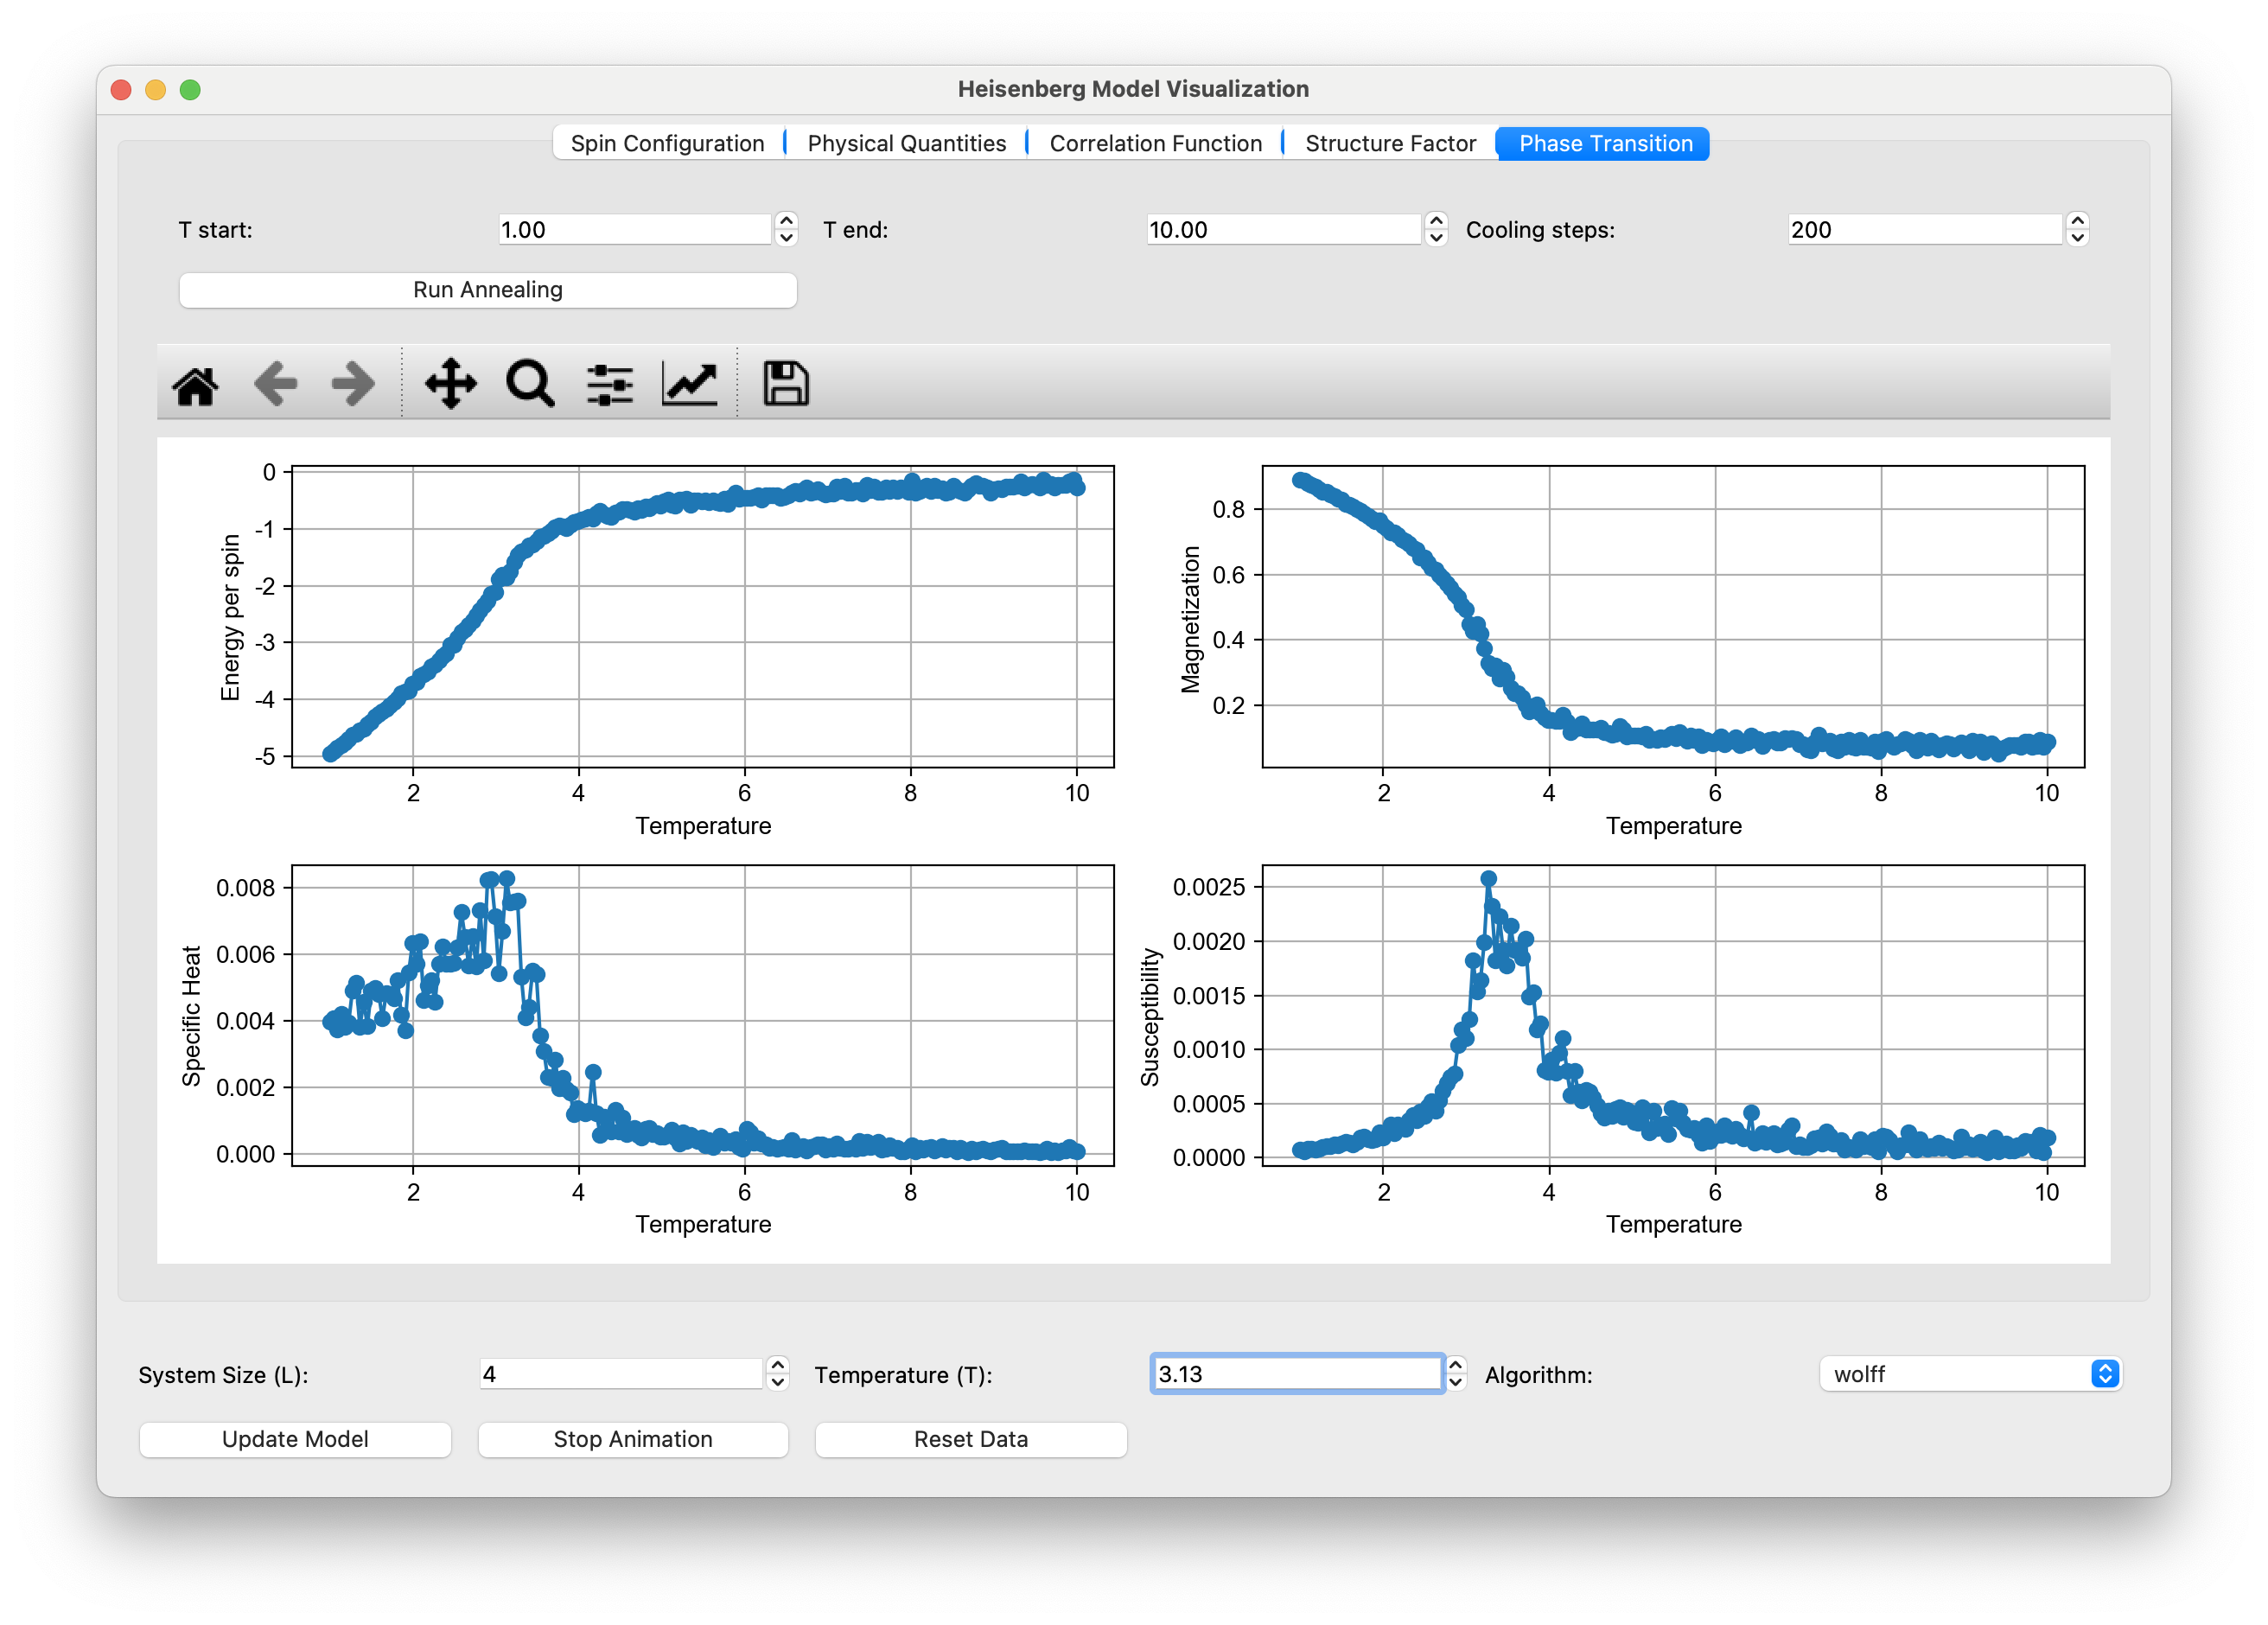 Heisenberg Model Visualization
Spin Configuration Physical Quantities Correlation Function Structure Factor Phase Transition
T start: 1.00 T end: 10.00 Cooling steps: 200
Run Annealing
0
-1
-2
-3
-4
-5
Energy per spin
2 4 6 8 10
Temperature
0.8
0.6
0.4
0.2
Magnetization
2 4 6 8 10
Temperature
0.008
0.006
0.004
0.002
0.000
Specific Heat
2 4 6 8 10
Temperature
0.0025
0.0020
0.0015
0.0010
0.0005
0.0000
Susceptibility
2 4 6 8 10
Temperature
System Size (L): 4 Temperature (T): 3.13 Algorithm: wolff
Update Model Stop Animation Reset Data